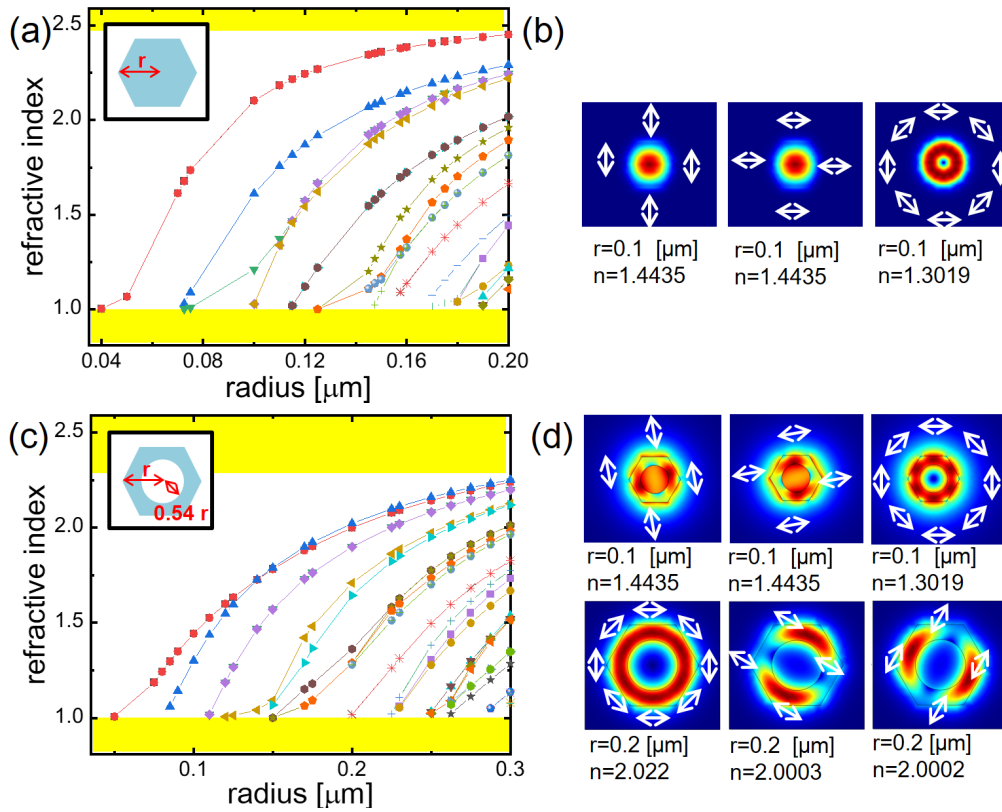 (a)
r
refractive index
2.5
2.0
1.5
1.0
0.04 0.08 0.12 0.16 0.20
radius [μm]
(b)
r=0.1 [μm]
n=1.4435
r=0.1 [μm]
n=1.4435
r=0.1 [μm]
n=1.3019
(c)
r
0.54 r
refractive index
2.5
2.0
1.5
1.0
0.1 0.2 0.3
radius [μm]
(d)
r=0.1 [μm]
n=1.4435
r=0.1 [μm]
n=1.4435
r=0.1 [μm]
n=1.3019
r=0.2 [μm]
n=2.022
r=0.2 [μm]
n=2.0003
r=0.2 [μm]
n=2.0002